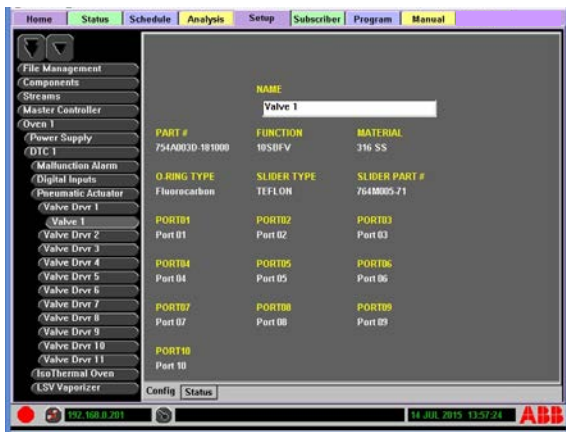 Home Status Schedule Analysis Setup Subscriber Program Manual
File Management
Components
Streams
Master Controller
Oven 1
Power Supply
DTC 1
Malfunction Alarm
Digital Inputs
Pneumatic Actuator
Valve Drvr 1
Valve 1
Valve Drvr 2
Valve Drvr 3
Valve Drvr 4
Valve Drvr 5
Valve Drvr 6
Valve Drvr 7
Valve Drvr 8
Valve Drvr 9
Valve Drvr 10
Valve Drvr 11
IsoThermal Oven
LSV Vaporizer
NAME
Valve 1
PART # FUNCTION MATERIAL
754A003D-181000 10SBFV 316 SS
O-RING TYPE SLIDER TYPE SLIDER PART #
Fluorocarbon TEFLON 764M005-71
PORT01 PORT02 PORT03
Port 01 Port 02 Port 03
PORT04 PORT05 PORT06
Port 04 Port 05 Port 06
PORT07 PORT08 PORT09
Port 07 Port 08 Port 09
PORT10
Port 10
Config Status
192.168.0.201 14 JUL 2015 13:57:24 ABB